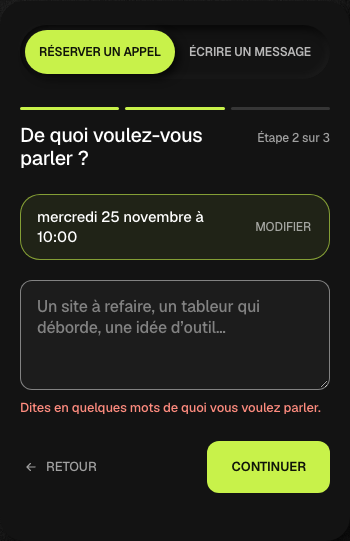 RÉSERVER UN APPEL
ÉCRIRE UN MESSAGE
De quoi voulez-vous
parler ?
Étape 2 sur 3
mercredi 25 novembre à
10:00
MODIFIER
Un site à refaire, un tableur qui
déborde, une idée d’outil…
Dites en quelques mots de quoi vous voulez parler.
← RETOUR
CONTINUER